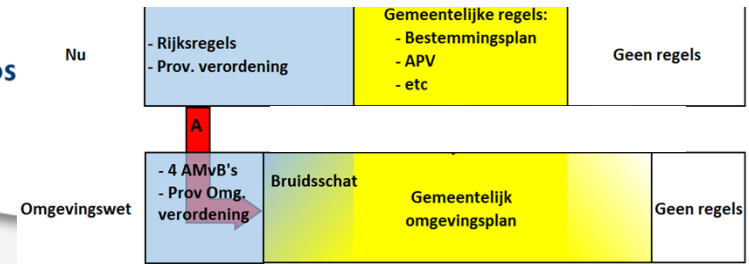 Gemeentelijke regels:
Nu
- Rijksregels
- Prov. verordening
- Bestemmingsplan
- APV
- etc
Geen regels
os
A
Omgevingswet
- 4 AMvB's
- Prov Omg.
verordening
Bruidsschat
Gemeentelijk
omgevingsplan
Geen regels